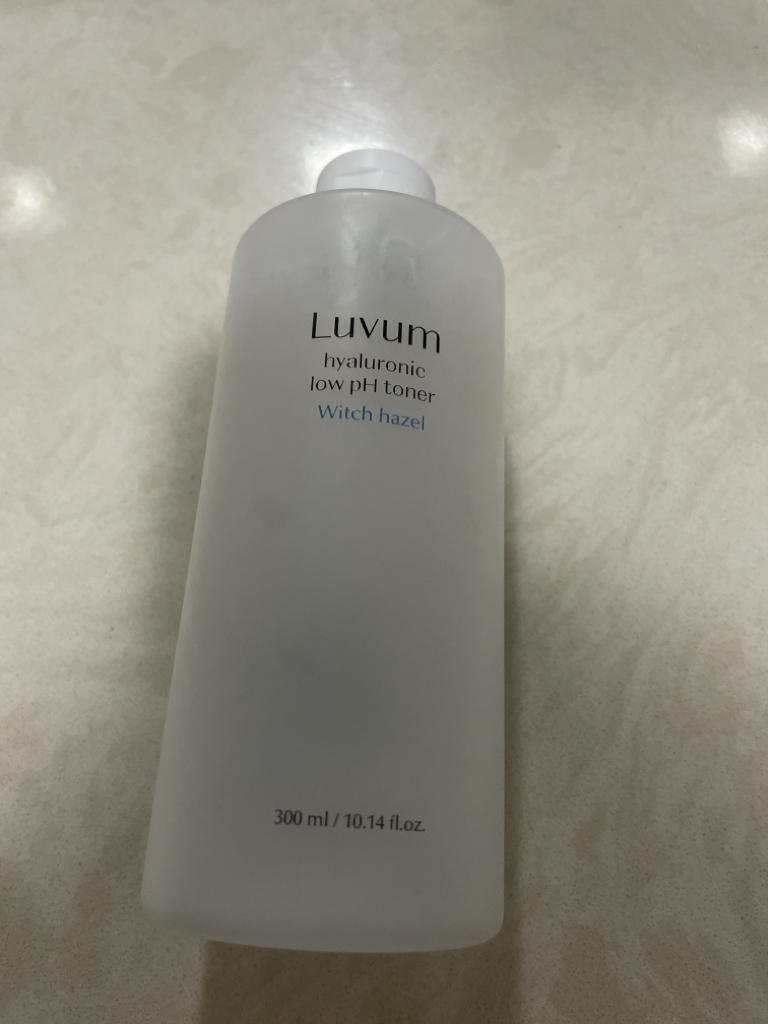 Luvum
hyaluronic
low pH toner
Witch hazel
300 ml / 10.14 fl.oz.